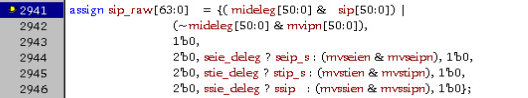 2941 assign sip_raw[63:0] = {( mideleg[50:0] & sip[50:0]) |
2942 (~mideleg[50:0] & mvipn[50:0]),
2943 1'b0,
2944 2'b0, seie_deleg ? seip_s : (mvseien & mvseipn), 1'b0,
2945 2'b0, stie_deleg ? stip_s : (mvstien & mvstipn), 1'b0,
2946 2'b0, ssie_deleg ? ssip : (mvssien & mvssipn), 1'b0};